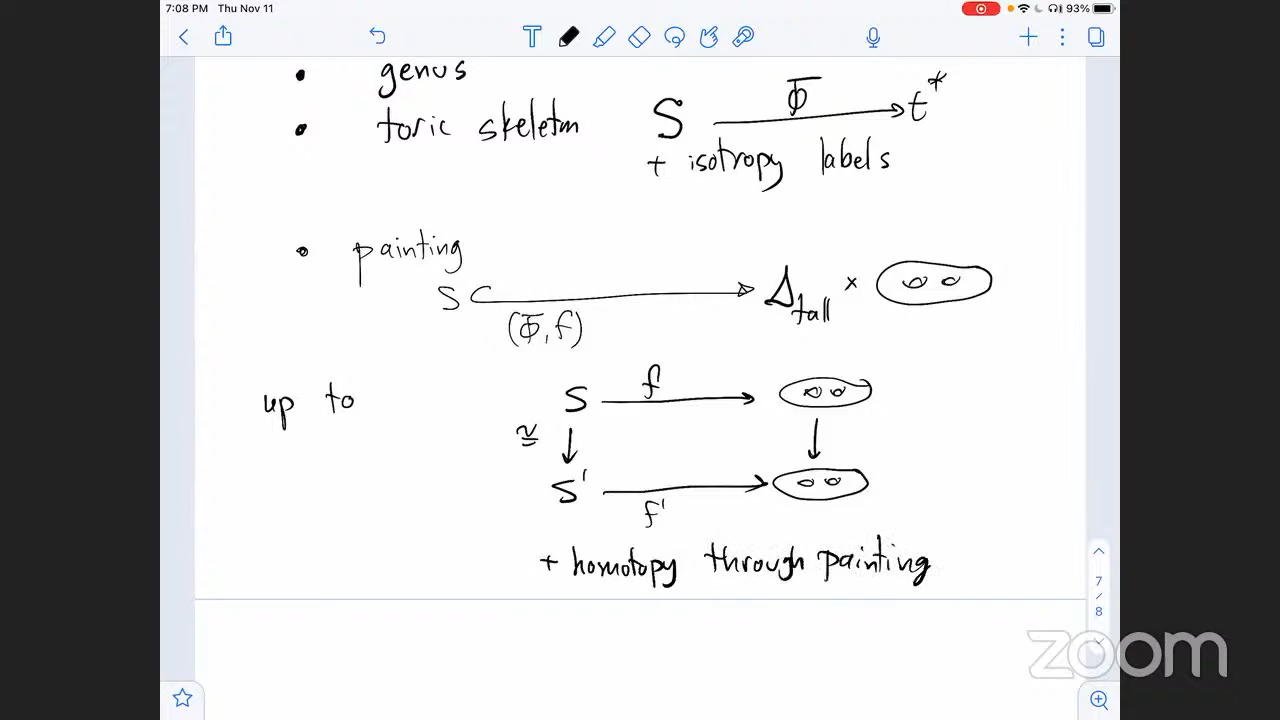 7:08 PM Thu Nov 11
93%
• genus
• toric skeleton S Φ̄ t*
+ isotropy labels
• painting
S (Φ̄, f) Δtall ×
up to S f
≅
S' f'
+ homotopy through painting
7
/
8
zoom